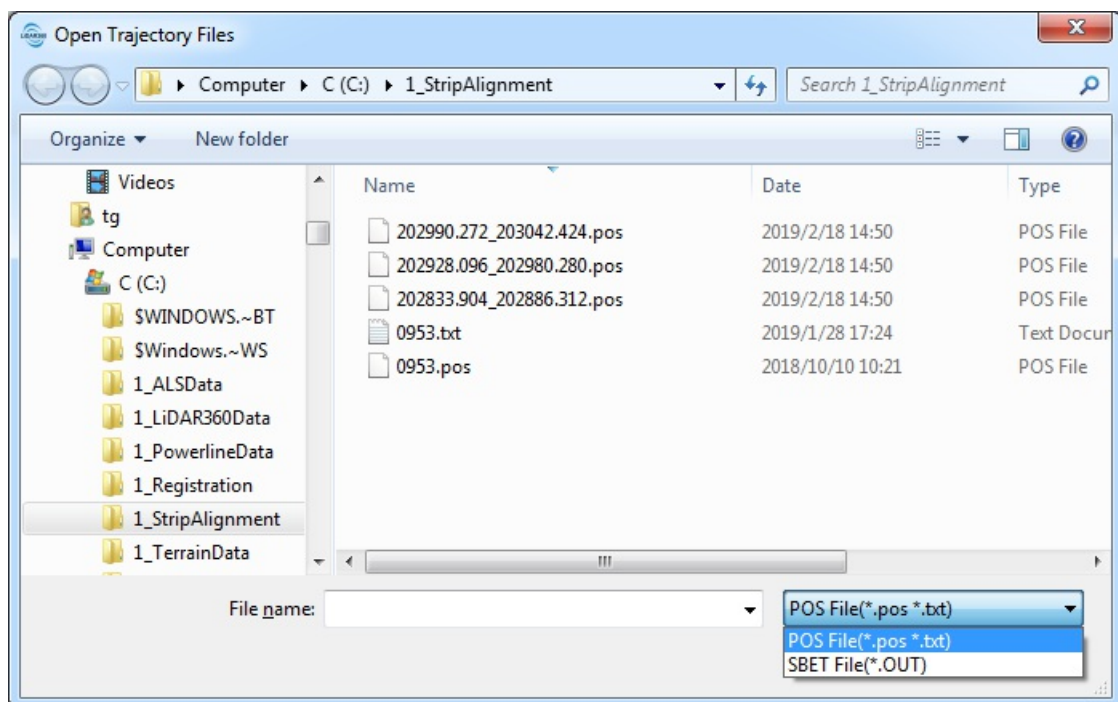 Open Trajectory Files
Computer C (C:) 1_StripAlignment
Search 1_StripAlignment
Organize New folder
Name Date Type
Videos
tg
Computer
C (C:)
$WINDOWS.~BT
$Windows.~WS
1_ALSData
1_LiDAR360Data
1_PowerlineData
1_Registration
1_StripAlignment
1_TerrainData
202990.272_203042.424.pos 2019/2/18 14:50 POS File
202928.096_202980.280.pos 2019/2/18 14:50 POS File
202833.904_202886.312.pos 2019/2/18 14:50 POS File
0953.txt 2019/1/28 17:24 Text Docur
0953.pos 2018/10/10 10:21 POS File
File name: POS File(*.pos *.txt)
POS File(*.pos *.txt)
SBET File(*.OUT)